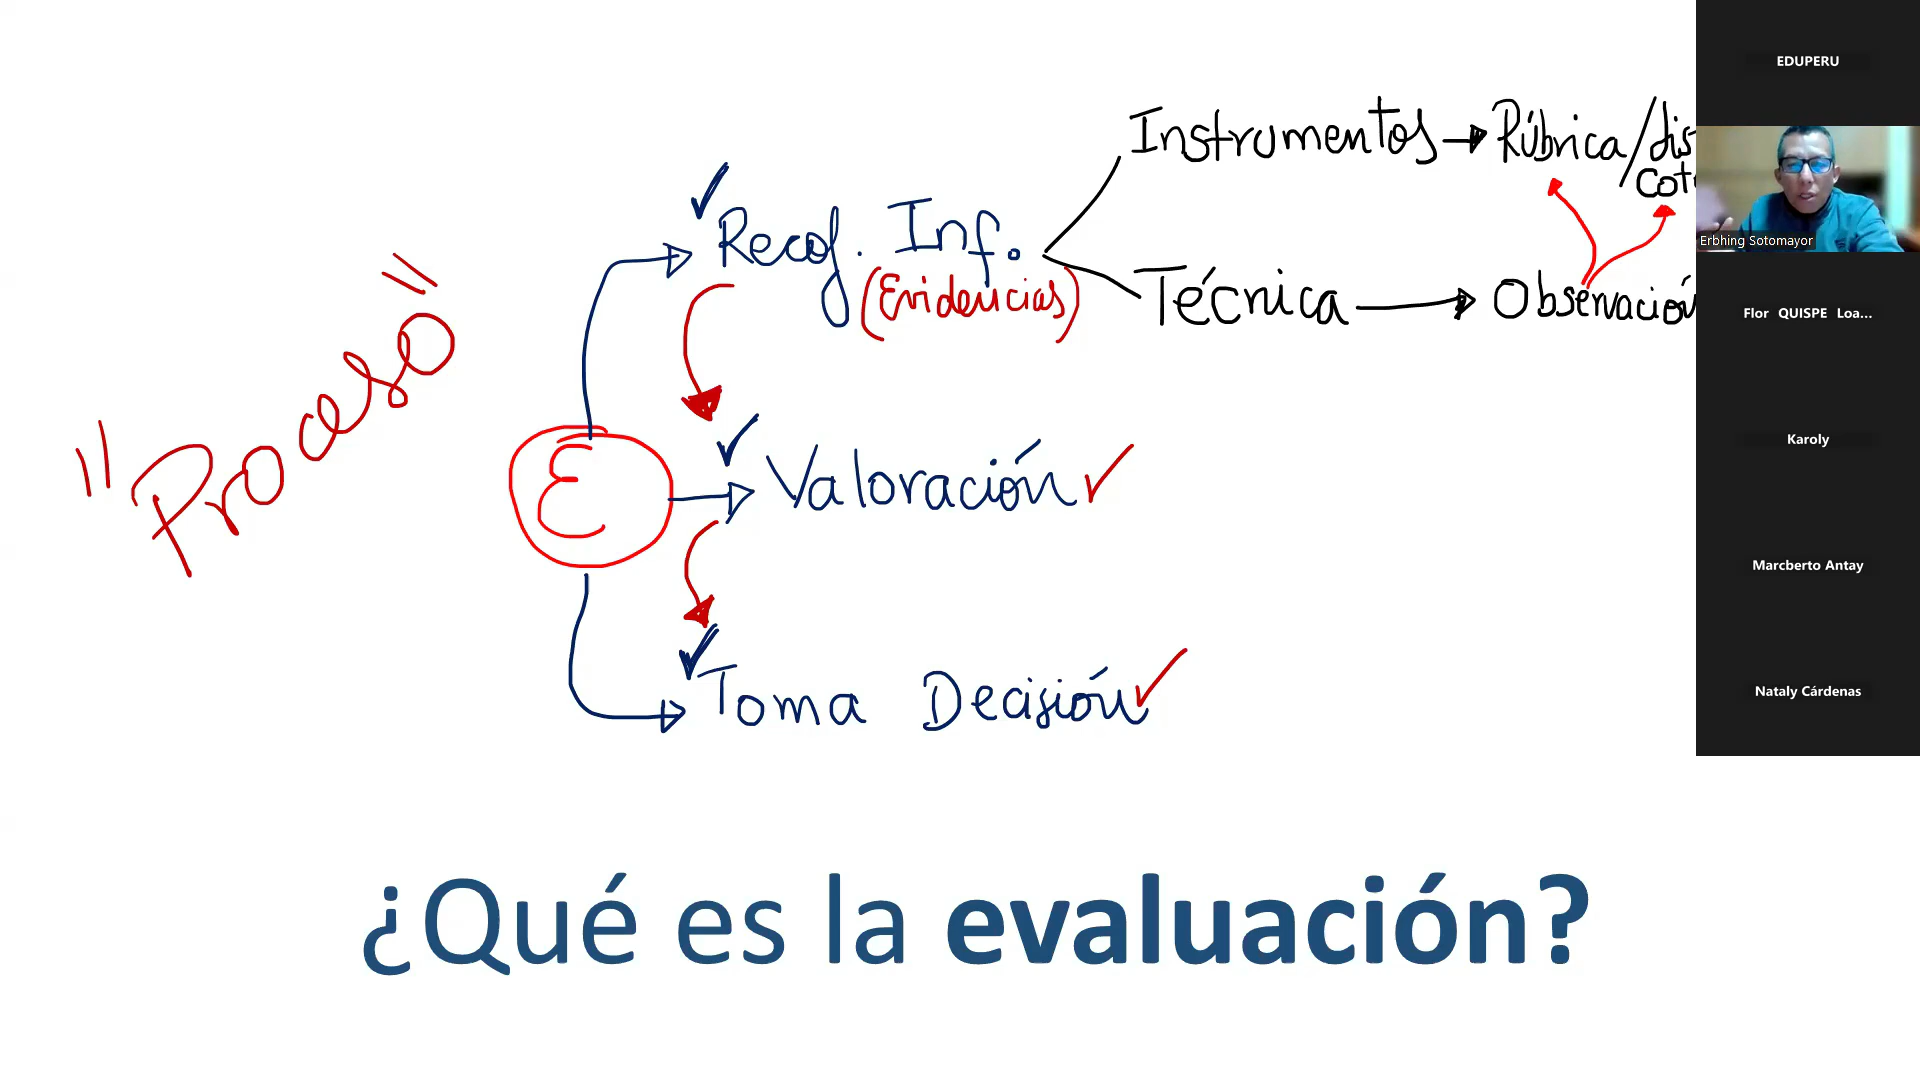 Instrumentos → Rúbrica/
Recoj. Inf.
(Evidencias)
Técnica → Observación
"Proceso"
E
Valoración
Toma Decisión
¿Qué es la evaluación?
EDUPERU
Erbhing Sotomayor
Flor QUISPE Loa...
Karoly
Marcberto Antay
Nataly Cárdenas